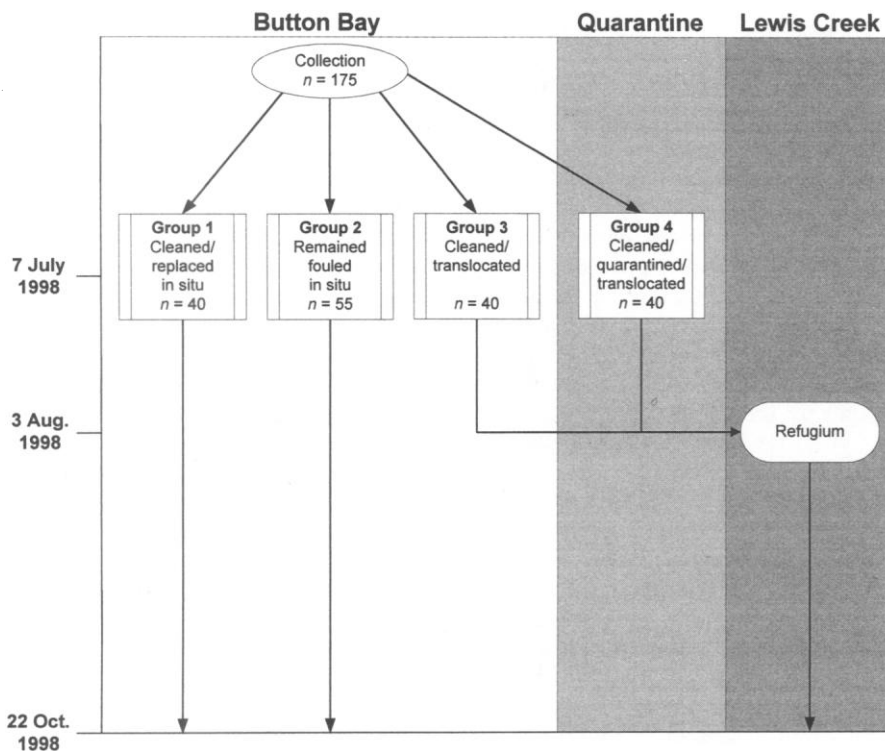 Button Bay
Quarantine
Lewis Creek
Collection
n = 175
Group 1
Cleaned/
replaced
in situ
n = 40
Group 2
Remained
fouled
in situ
n = 55
Group 3
Cleaned/
translocated
n = 40
Group 4
Cleaned/
quarantined/
translocated
n = 40
7 July
1998
3 Aug.
1998
Refugium
22 Oct.
1998